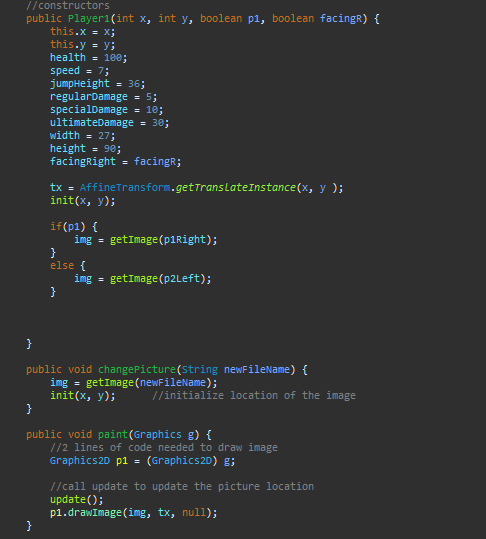 //constructors
public Player1(int x, int y, boolean p1, boolean facingR) {
this.x = x;
this.y = y;
health = 100;
speed = 7;
jumpHeight = 36;
regularDamage = 5;
specialDamage = 10;
ultimateDamage = 30;
width = 27;
height = 90;
facingRight = facingR;
tx = AffineTransform.getTranslateInstance(x, y );
init(x, y);
if(p1) {
img = getImage(p1Right);
}
else {
img = getImage(p2Left);
}
}
public void changePicture(String newFileName) {
img = getImage(newFileName);
init(x, y);      //initialize location of the image
}
public void paint(Graphics g) {
//2 lines of code needed to draw image
Graphics2D p1 = (Graphics2D) g;
//call update to update the picture location
update();
p1.drawImage(img, tx, null);
}